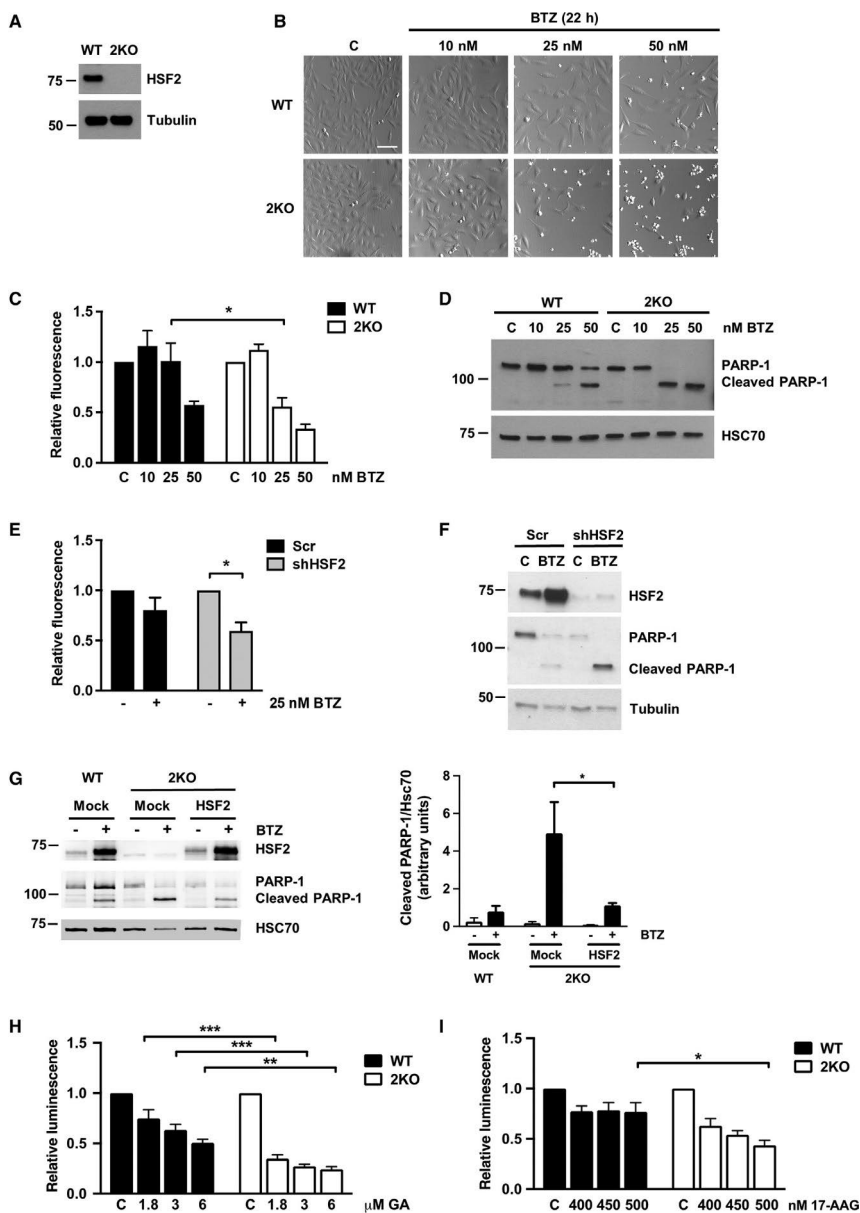 A
WT 2KO
75
HSF2
50
Tubulin
B
BTZ (22 h)
C 10 nM 25 nM 50 nM
WT
2KO
C
Relative fluorescence
1.5
1.0
0.5
0.0
*
WT
2KO
C 10 25 50 C 10 25 50 nM BTZ
D
WT 2KO
C 10 25 50 C 10 25 50 nM BTZ
PARP-1
100
Cleaved PARP-1
75
HSC70
E
Relative fluorescence
1.5
1.0
0.5
0.0
*
Scr
shHSF2
- + - + 25 nM BTZ
F
Scr shHSF2
C BTZ C BTZ
75
HSF2
100
PARP-1
Cleaved PARP-1
50
Tubulin
G
WT 2KO
Mock Mock HSF2
- + - + - + BTZ
75
HSF2
PARP-1
100
Cleaved PARP-1
75
HSC70
Cleaved PARP-1/Hsc70
(arbitrary units)
8
6
4
2
0
*
- + - + - + BTZ
Mock Mock HSF2
WT 2KO
H
Relative luminescence
1.5
1.0
0.5
0.0
***
***
**
WT
2KO
C 1.8 3 6 C 1.8 3 6 μM GA
I
Relative luminescence
1.5
1.0
0.5
0.0
*
WT
2KO
C 400 450 500 C 400 450 500 nM 17-AAG